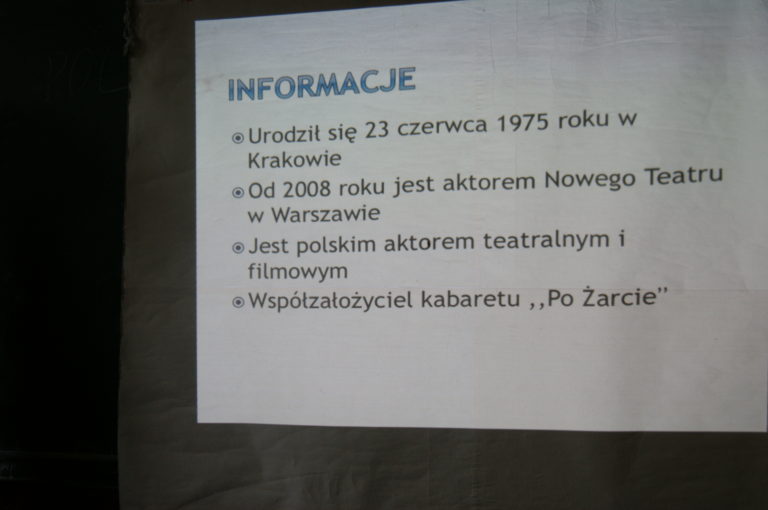 INFORMACJE
Urodził się 23 czerwca 1975 roku w
Krakowie
Od 2008 roku jest aktorem Nowego Teatru
w Warszawie
Jest polskim aktorem teatralnym i
filmowym
Współzałożyciel kabaretu ,,Po Żarcie”